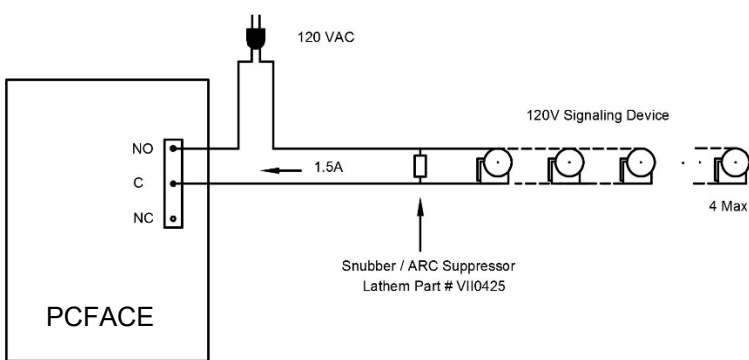 120 VAC
120V Signaling Device
NO
1.5A
C
NC
4 Max
Snubber / ARC Suppressor
Lathem Part # VII0425
PCFACE